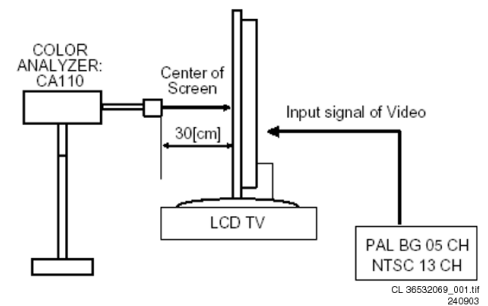 COLOR
ANALYZER:
CA110
Center of
Screen
30[cm]
Input signal of Video
LCD TV
PAL BG 05 CH
NTSC 13 CH
CL 36532069_001.tif
240903